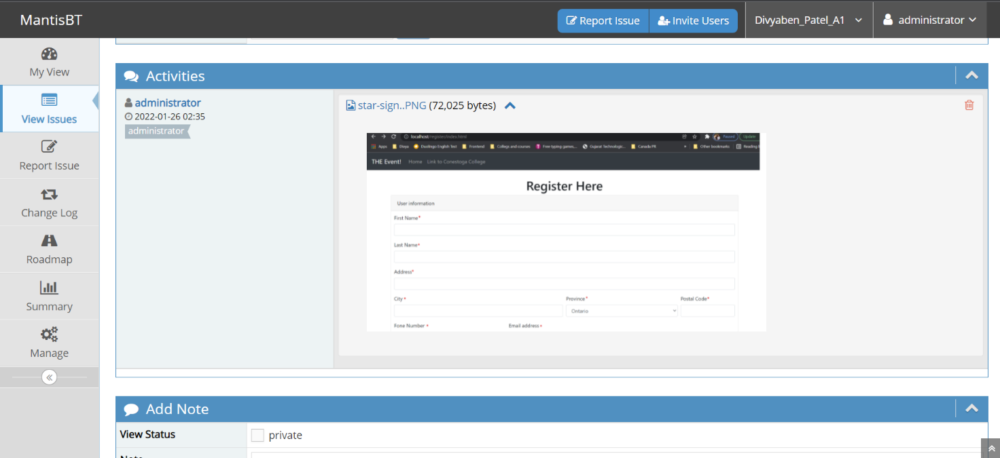 MantisBT
Report Issue
Invite Users
Divyaben_Patel_A1
administrator
My View
View Issues
Report Issue
Change Log
Roadmap
Summary
Manage
Activities
administrator
2022-01-26 02:35
administrator
star-sign..PNG (72,025 bytes)
localhost/register/index.html
Paused
Update
Apps Divya Duolingo English Test Frontend Collegs and courses Free typing games... Gujarat Technologic... Canada PR » Other bookmarks Reading
THE Event! Home Link to Conestoga College
Register Here
User information
First Name*
Last Name*
Address*
City * Province * Postal Code*
Ontario
Fone Number * Email address *
Add Note
View Status
private